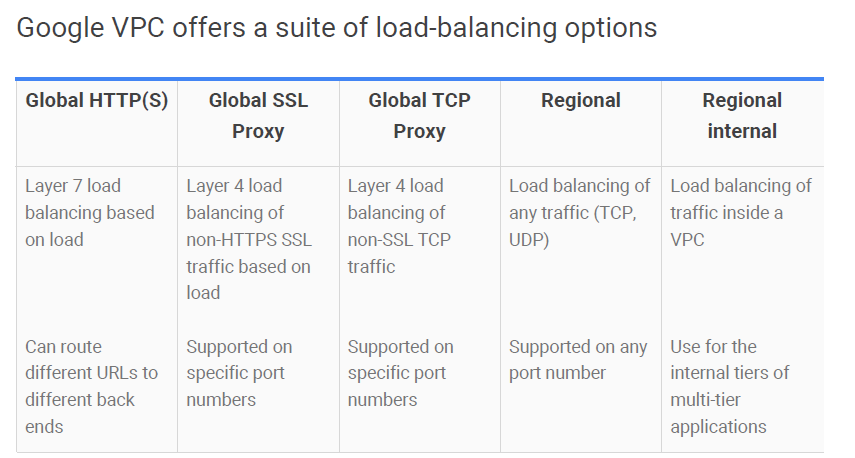 Google VPC offers a suite of load-balancing options
Global HTTP(S)
Global SSL
Proxy
Global TCP
Proxy
Regional
Regional
internal
Layer 7 load
balancing based
on load
Layer 4 load
balancing of
non-HTTPS SSL
traffic based on
load
Layer 4 load
balancing of
non-SSL TCP
traffic
Load balancing of
any traffic (TCP,
UDP)
Load balancing of
traffic inside a
VPC
Can route
different URLs to
different back
ends
Supported on
specific port
numbers
Supported on
specific port
numbers
Supported on any
port number
Use for the
internal tiers of
multi-tier
applications